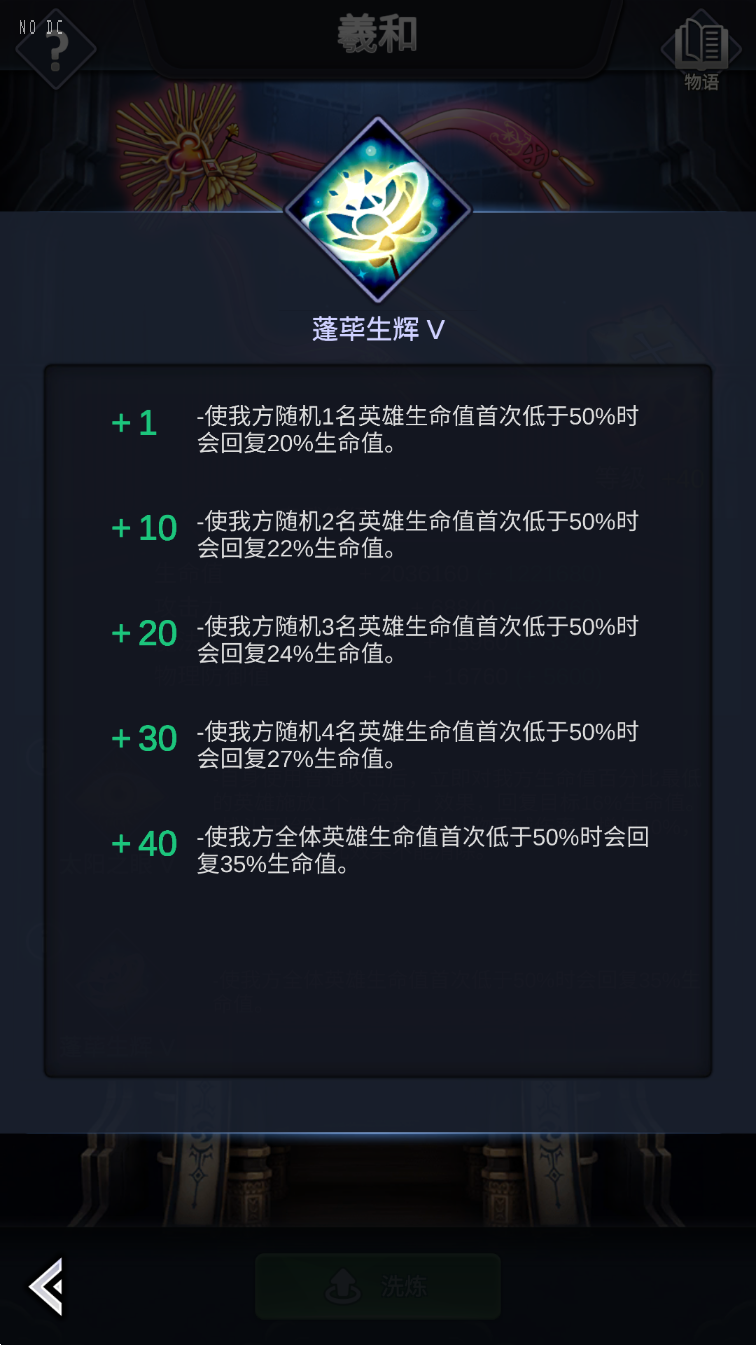 NO DC
?
羲和
物语
蓬荜生辉 V
+1
-使我方随机1名英雄生命值首次低于50%时
会回复20%生命值。
+10
-使我方随机2名英雄生命值首次低于50%时
会回复22%生命值。
+20
-使我方随机3名英雄生命值首次低于50%时
会回复24%生命值。
+30
-使我方随机4名英雄生命值首次低于50%时
会回复27%生命值。
+40
-使我方全体英雄生命值首次低于50%时会回
复35%生命值。
洗炼